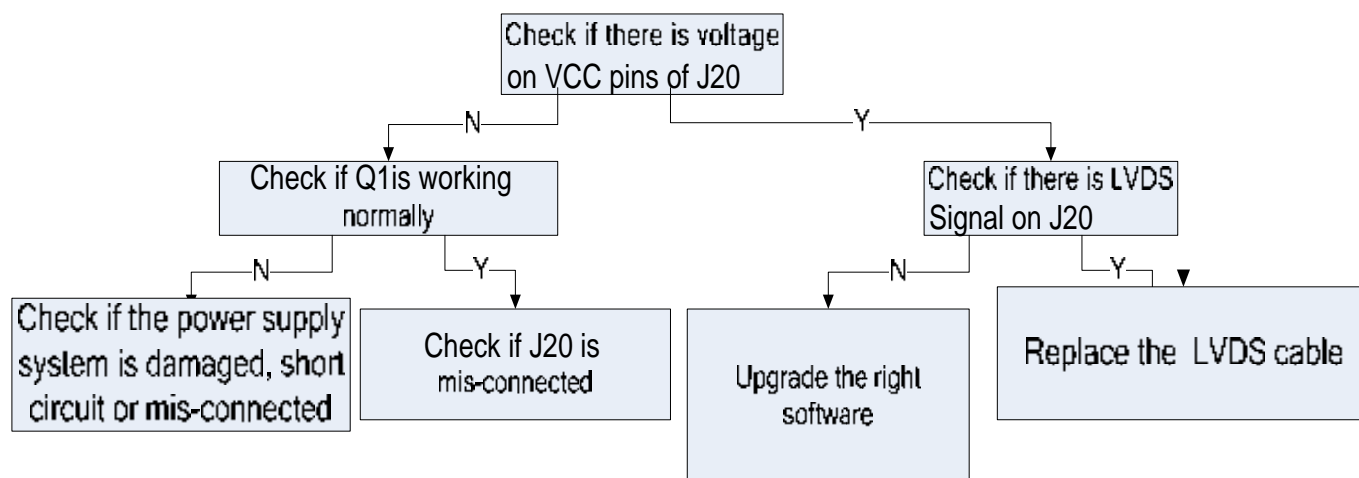 Check if there is voltage
on VCC pins of J20
N
Y
Check if Q1is working
normally
Check if there is LVDS
Signal on J20
N
Y
N
Y
Check if the power supply
system is damaged, short
circuit or mis-connected
Check if J20 is
mis-connected
Upgrade the right
software
Replace the LVDS cable